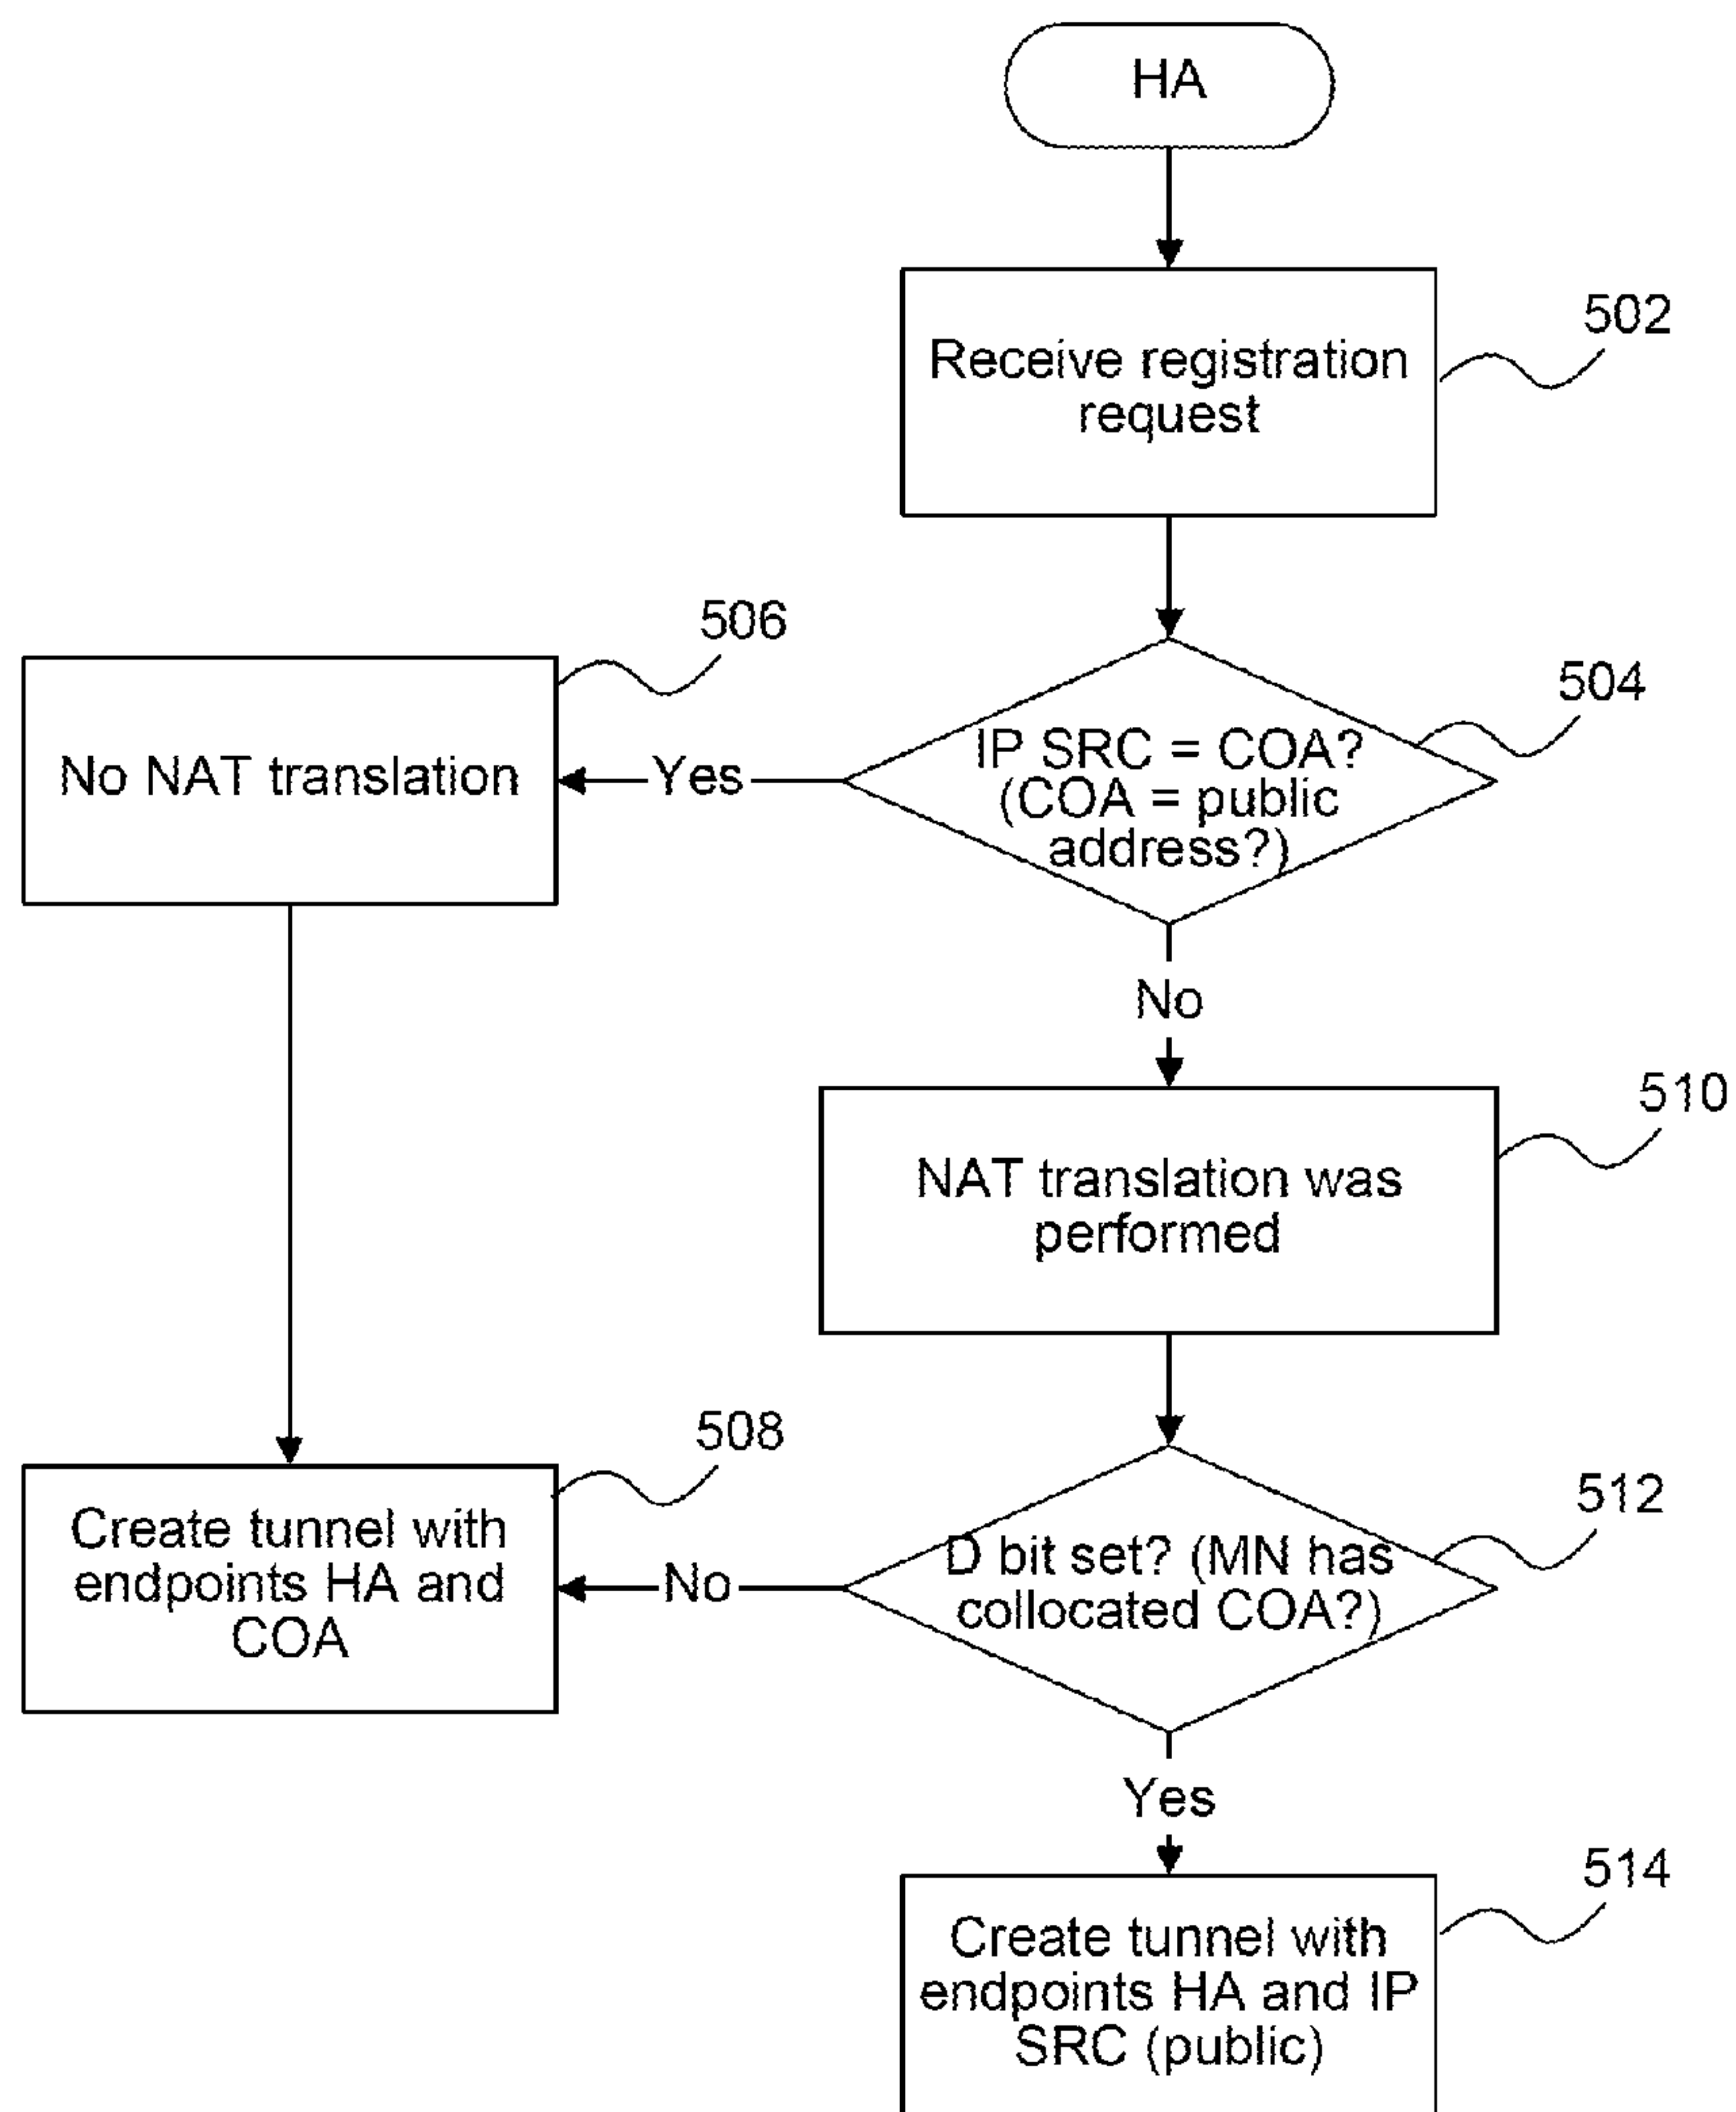 HA
502
Receive registration
request
506
504
No NAT translation
Yes
IP SRC = COA?
(COA = public
address?)
No
510
NAT translation was
performed
508
512
Create tunnel with
endpoints HA and
COA
No
D bit set? (MN has
collocated COA?)
Yes
514
Create tunnel with
endpoints HA and IP
SRC (public)